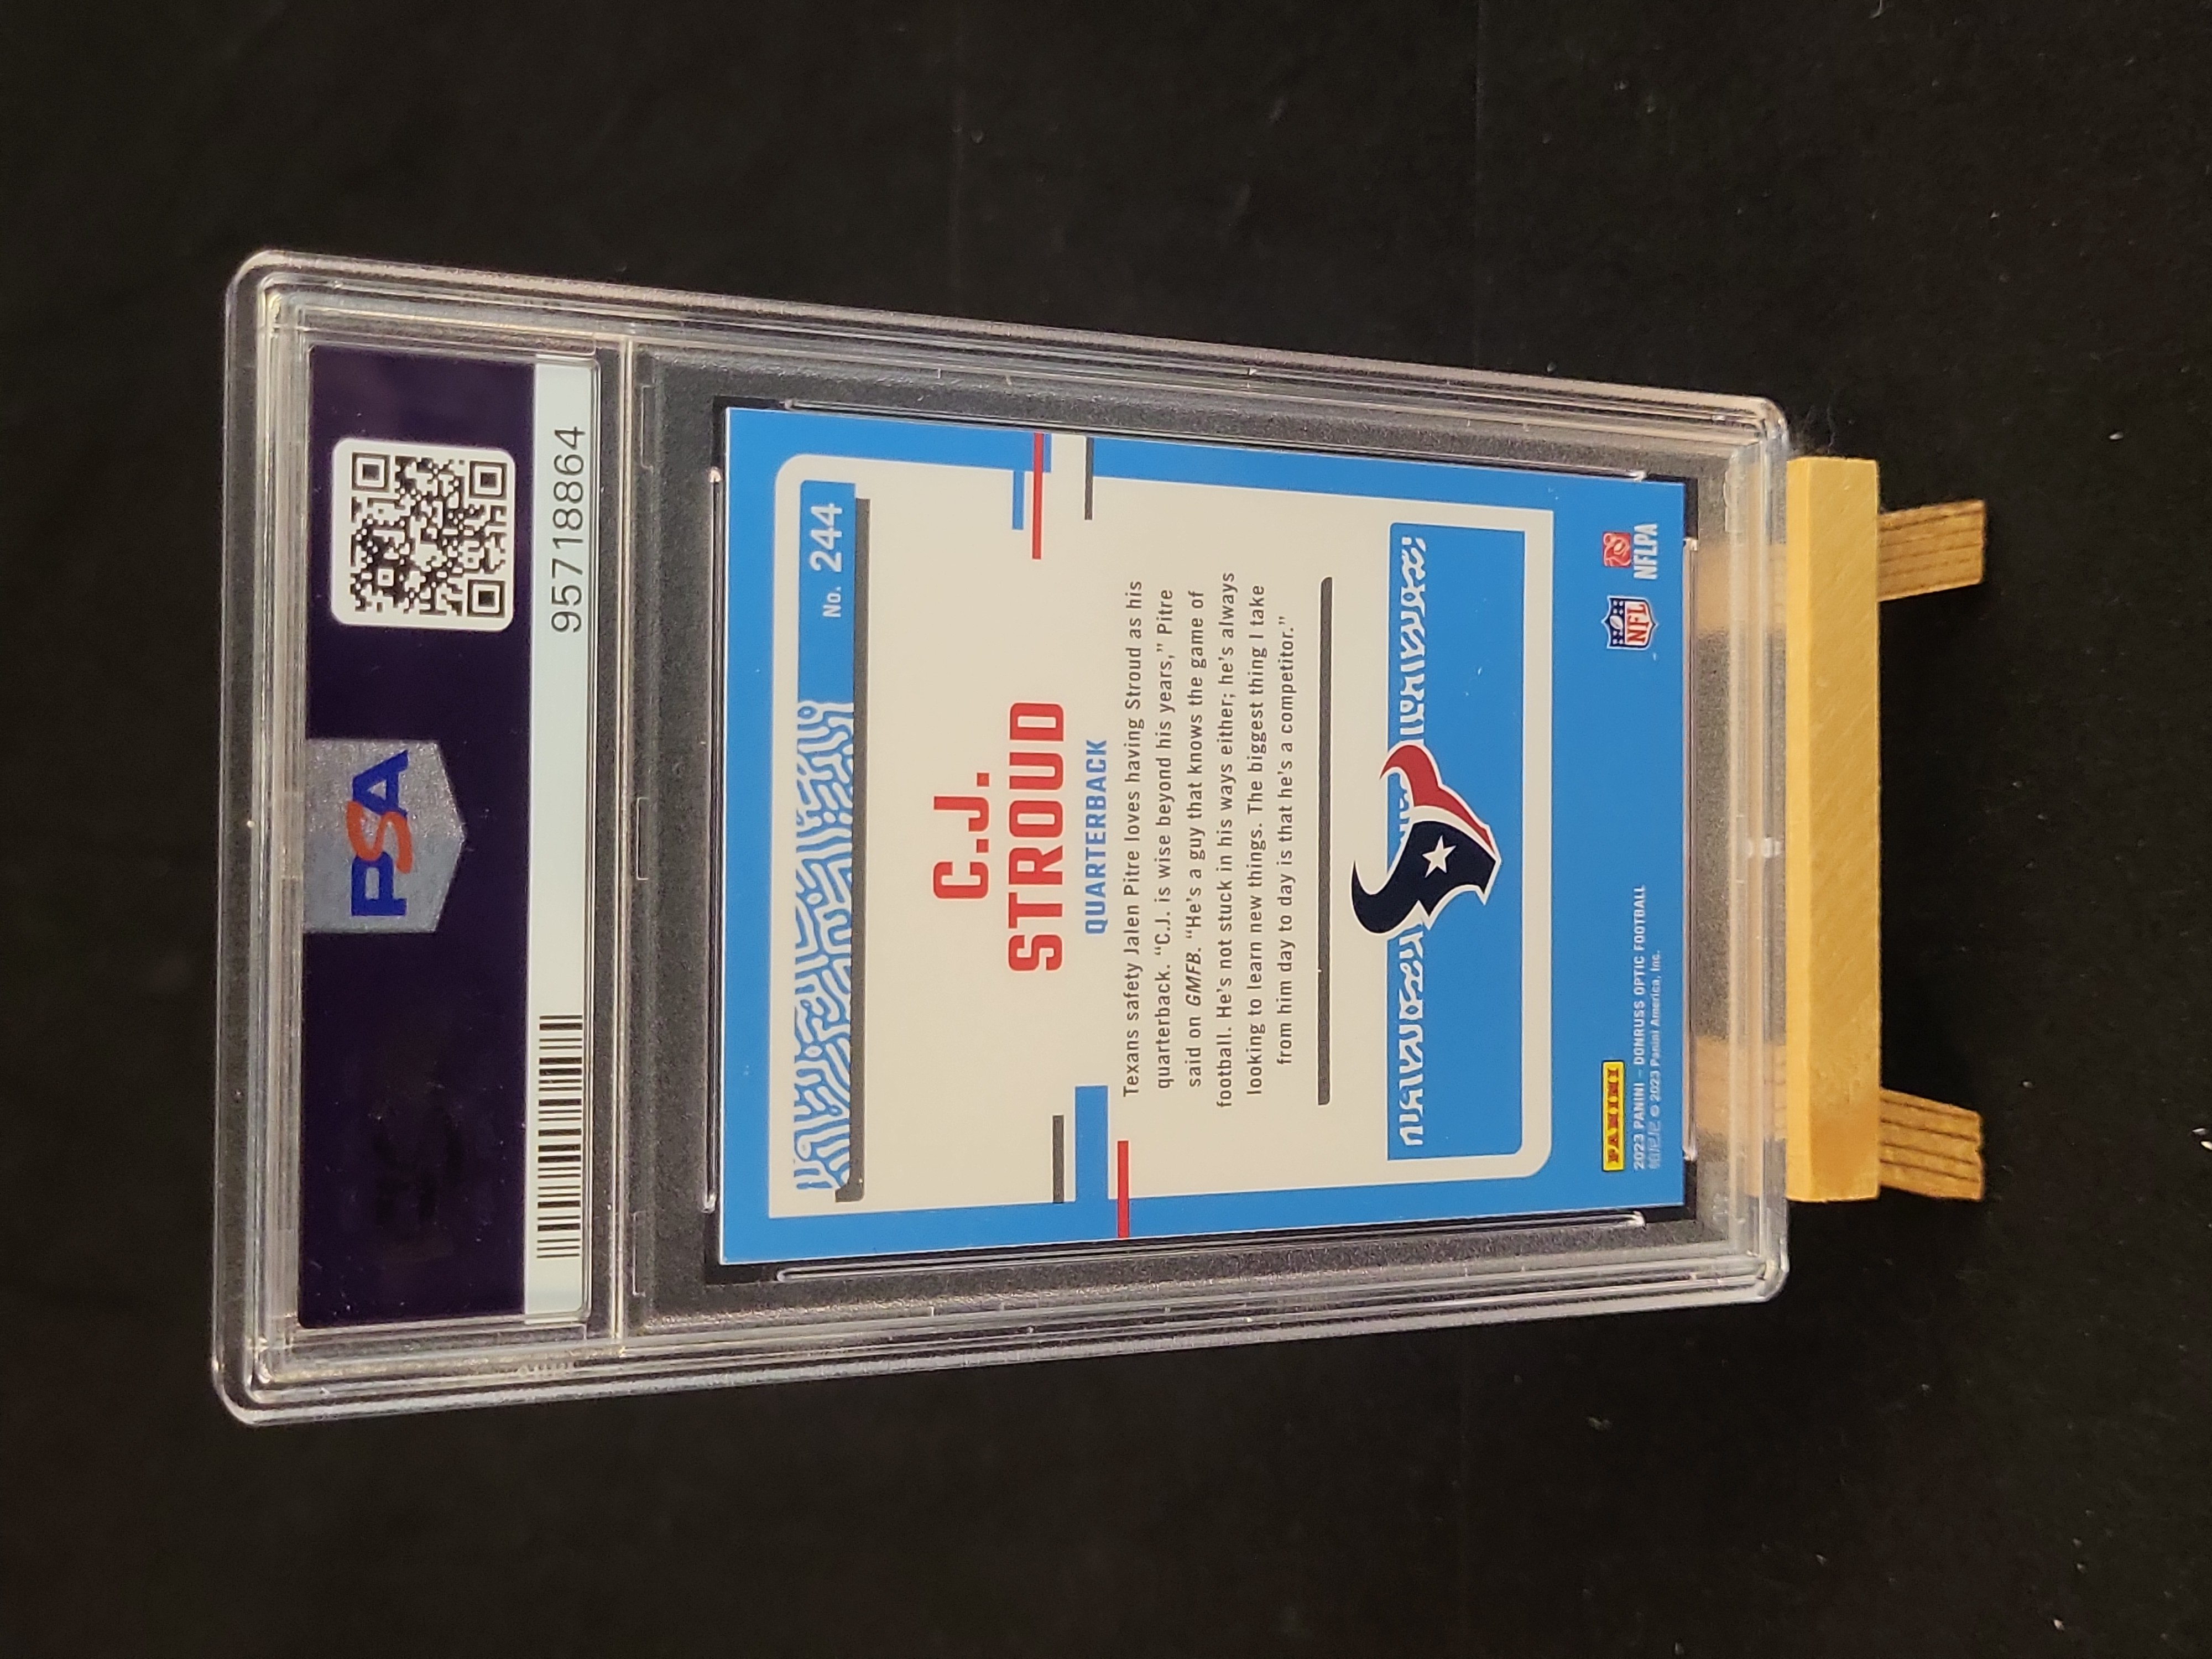 PSA
95718864
No. 244
C.J.
STROUD
QUARTERBACK
Texans safety Jalen Pitre loves having Stroud as his
quarterback. “C.J. is wise beyond his years,” Pitre
said on GMFB. “He’s a guy that knows the game of
football. He’s not stuck in his ways either; he’s always
looking to learn new things. The biggest thing I take
from him day to day is that he’s a competitor.”
PANINI
NFL
NFLPA
2023 PANINI – DONRUSS OPTIC FOOTBALL
© 2023 Panini America, Inc.